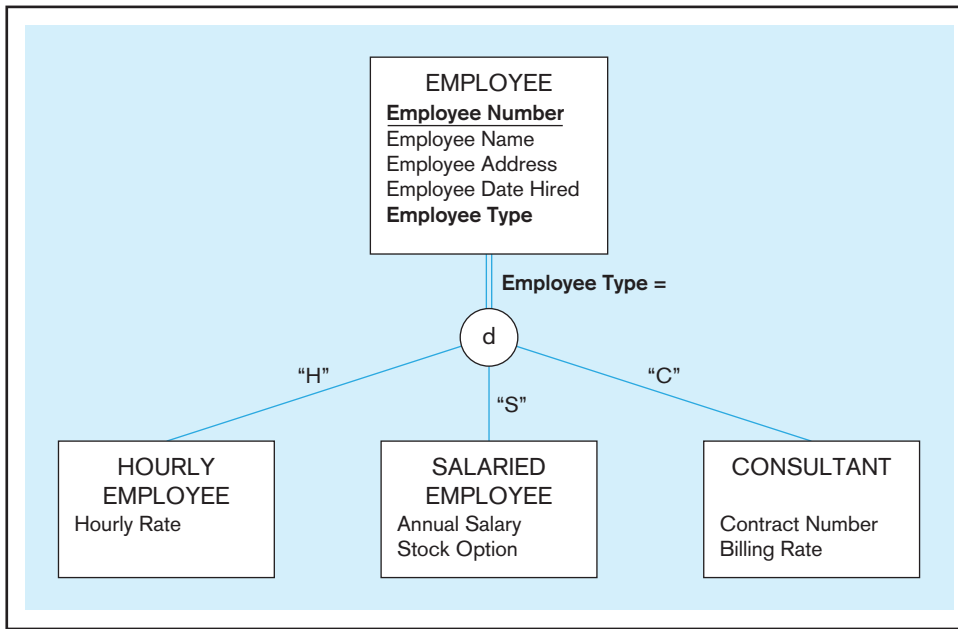 EMPLOYEE
Employee Number
Employee Name
Employee Address
Employee Date Hired
Employee Type
Employee Type =
d
“H”
“S”
“C”
HOURLY
EMPLOYEE
Hourly Rate
SALARIED
EMPLOYEE
Annual Salary
Stock Option
CONSULTANT
Contract Number
Billing Rate